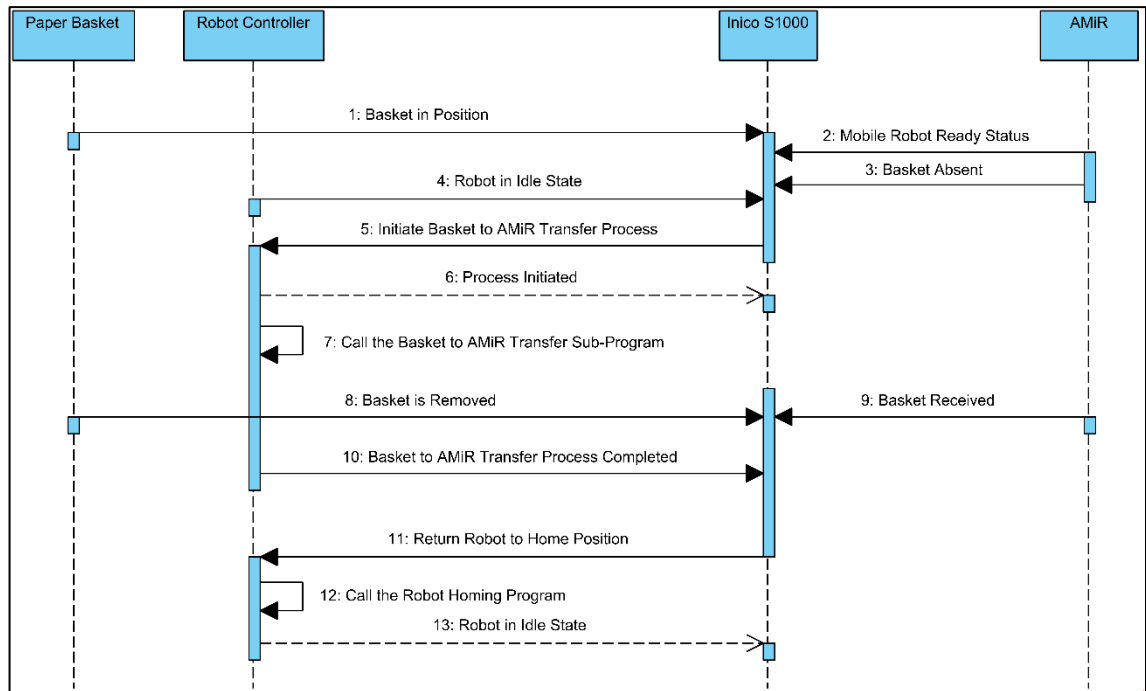 Paper Basket
Robot Controller
Inico S1000
AMiR
1: Basket in Position
2: Mobile Robot Ready Status
3: Basket Absent
4: Robot in Idle State
5: Initiate Basket to AMiR Transfer Process
6: Process Initiated
7: Call the Basket to AMiR Transfer Sub-Program
8: Basket is Removed
9: Basket Received
10: Basket to AMiR Transfer Process Completed
11: Return Robot to Home Position
12: Call the Robot Homing Program
13: Robot in Idle State